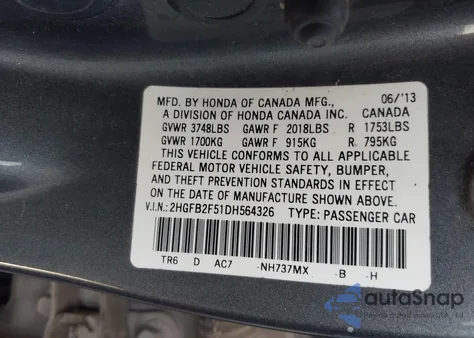 MFD. BY HONDA OF CANADA MFG., 06/'13
A DIVISION OF HONDA CANADA INC. CANADA
GVWR 3748LBS GAWR F 2018LBS R 1753LBS
GVWR 1700KG GAWR F 915KG R 795KG
THIS VEHICLE CONFORMS TO ALL APPLICABLE
FEDERAL MOTOR VEHICLE SAFETY, BUMPER,
AND THEFT PREVENTION STANDARDS IN EFFECT
ON THE DATE OF MANUFACTURE SHOWN ABOVE.
V.I.N.: 2HGFB2F51DH564326 TYPE: PASSENGER CAR
TR6 D AC7 NH737MX B H
autoSnap